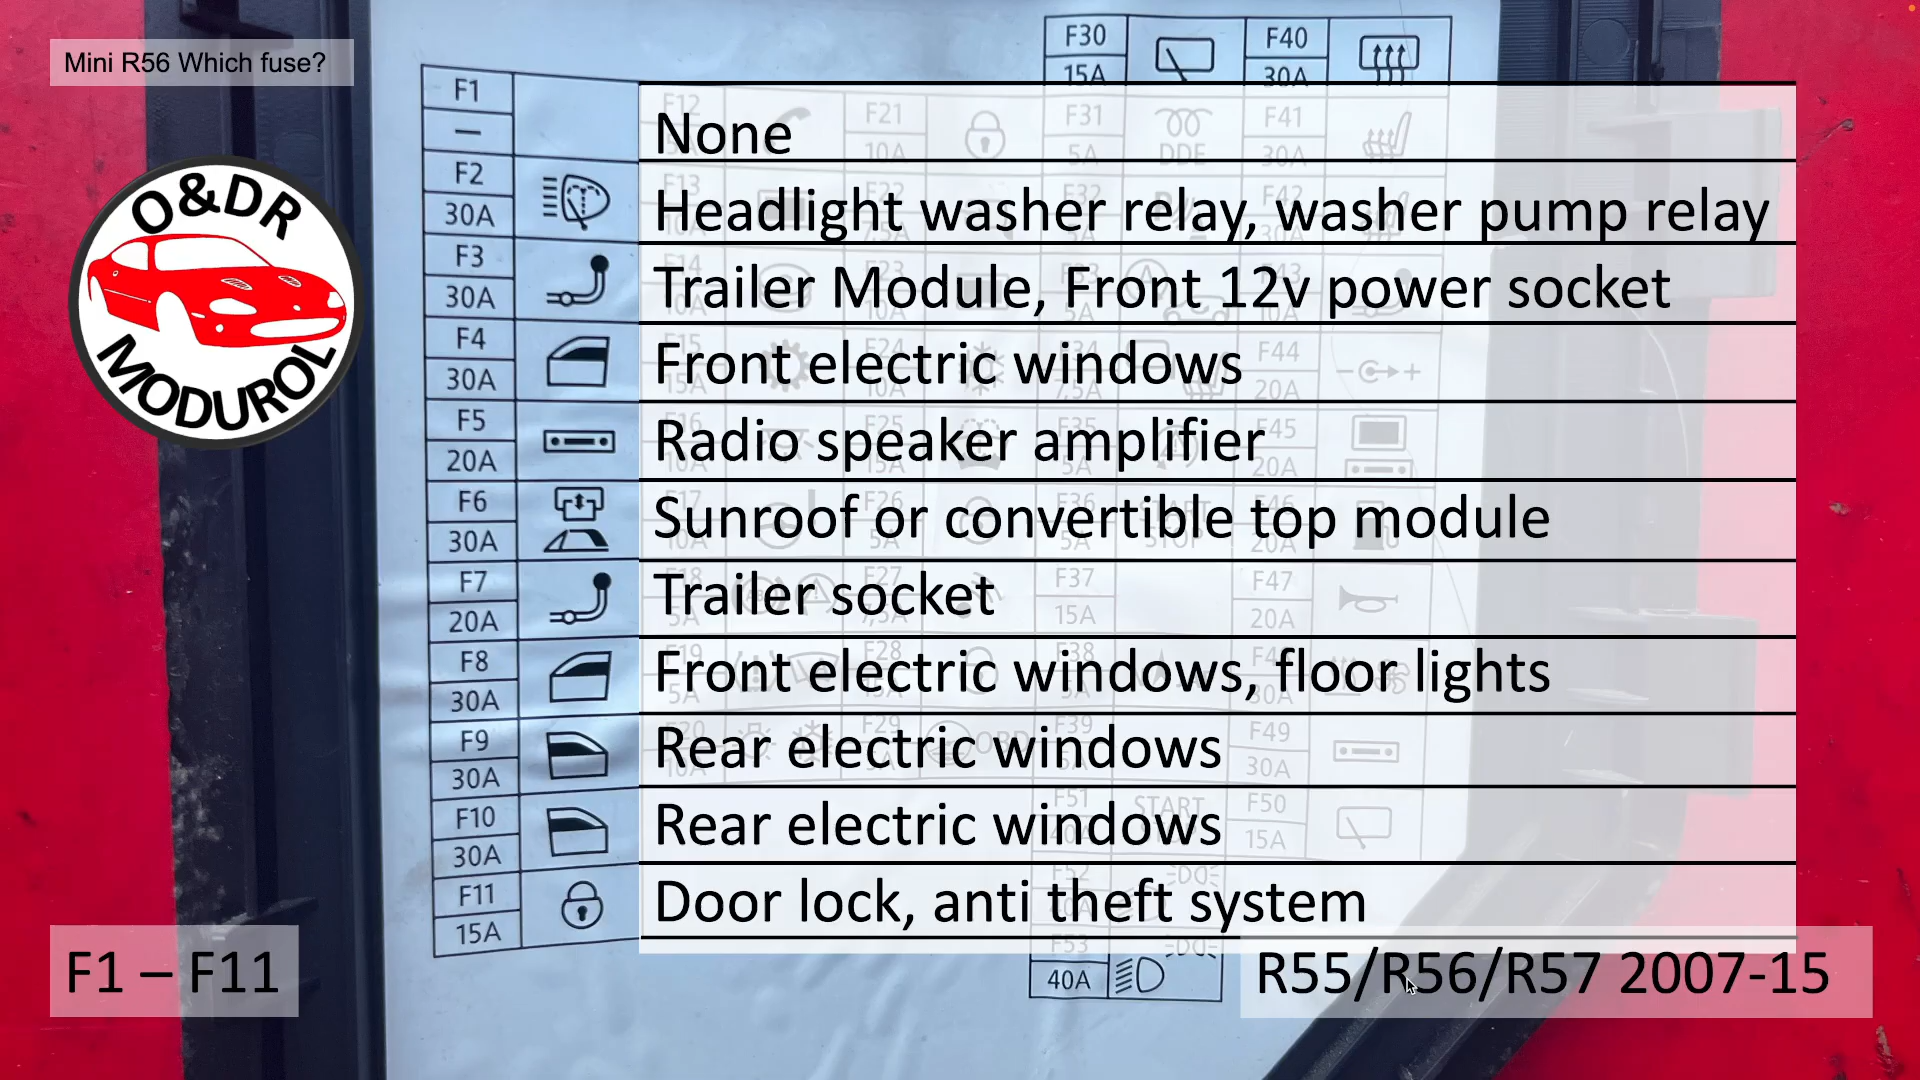 Mini R56 Which fuse?
O&DR
MODUROL
F30
15A
F40
30A
F1
—
None
F2
30A
Headlight washer relay, washer pump relay
F3
30A
Trailer Module, Front 12v power socket
F4
30A
Front electric windows
F5
20A
Radio speaker amplifier
F6
30A
Sunroof or convertible top module
F7
20A
Trailer socket
F8
30A
Front electric windows, floor lights
F9
30A
Rear electric windows
F10
30A
Rear electric windows
F11
15A
Door lock, anti theft system
F12
F21
10A
F31
5A
DDE
F41
30A
F44
20A
F37
15A
F47
20A
F49
30A
F50
15A
F53
40A
F1 – F11
R55/R56/R57 2007-15